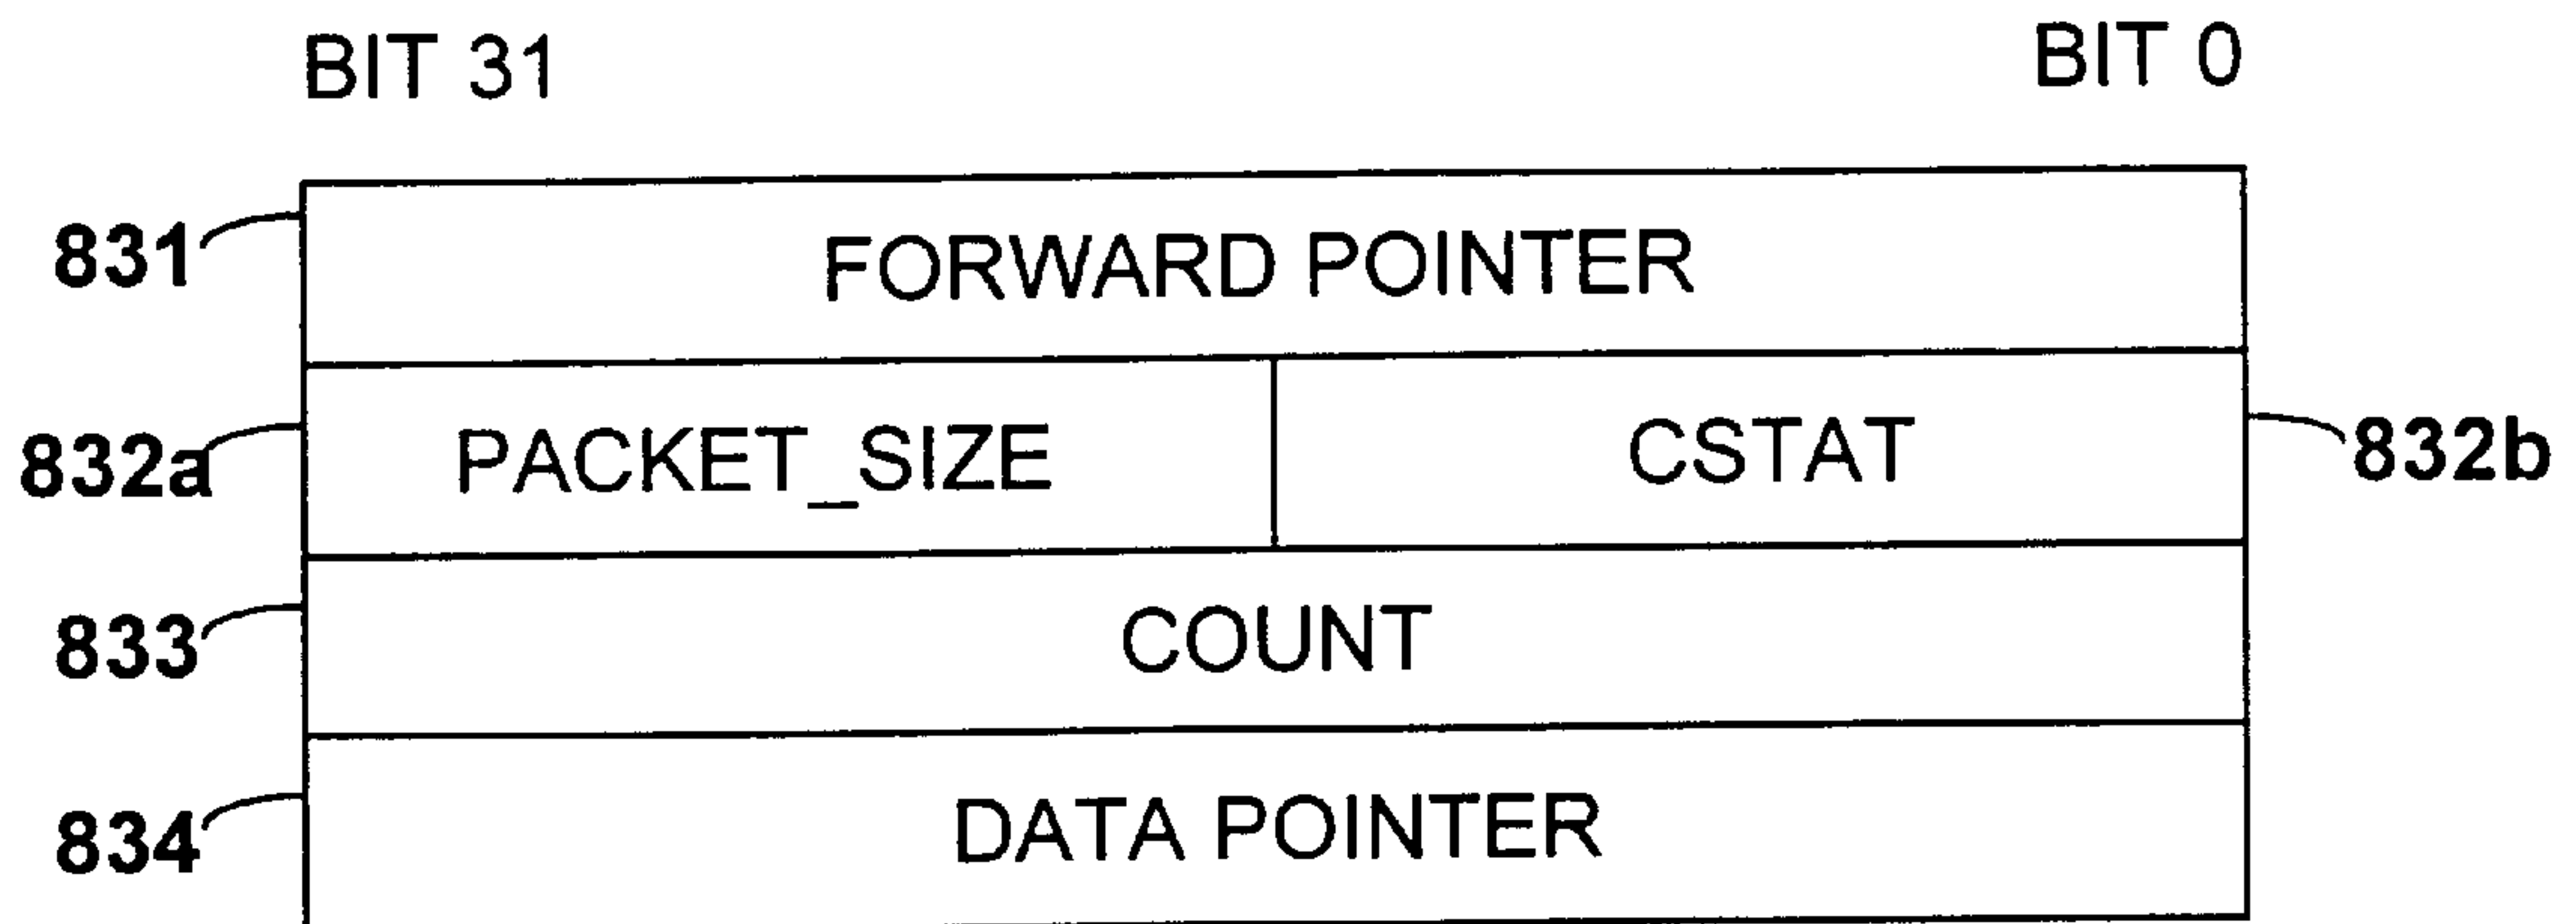 BIT 31 BIT 0
831 FORWARD POINTER
832a PACKET_SIZE CSTAT 832b
833 COUNT
834 DATA POINTER